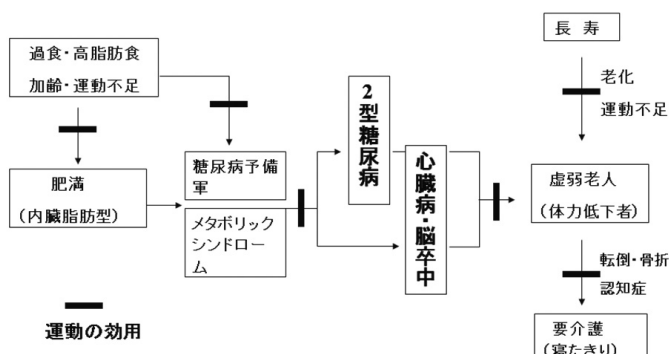 過食・高脂肪食
加齢・運動不足
肥満
(内臓脂肪型)
糖尿病予備
軍
メタボリック
シンドロー
ム
2型糖尿病
心臓病・脳卒中
長 寿
老化
運動不足
虚弱老人
(体力低下者)
転倒・骨折
認知症
要介護
(寝たきり)
運動の効用